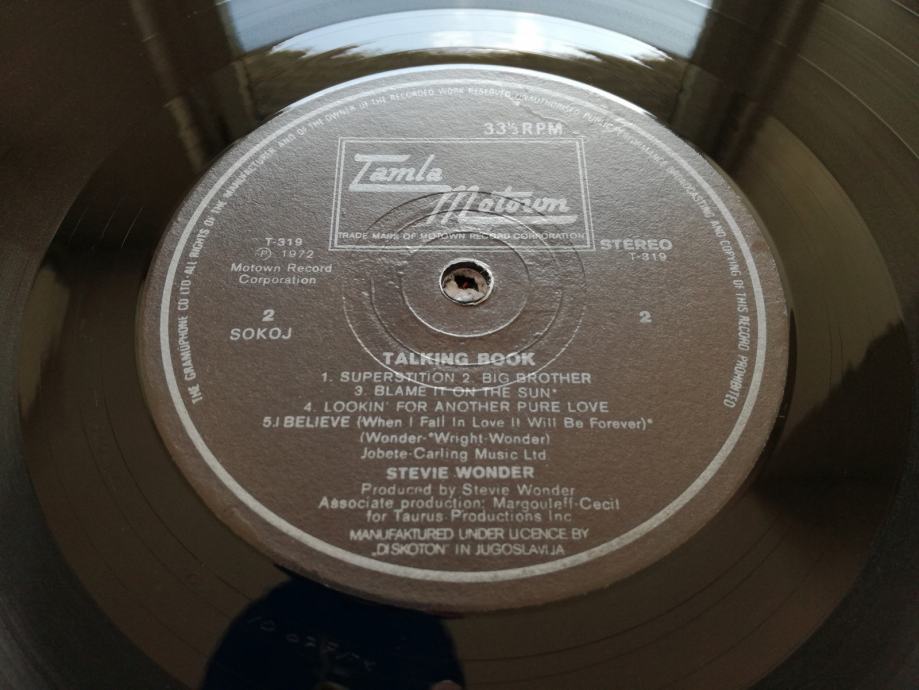 THE GRAMOPHONE CO LTD · ALL RIGHTS OF THE MANUFACTURER AND OF THE OWNER OF THE RECORDED WORK RESERVED UNAUTHORISED PUBLIC PERFORMANCE BROADCASTING AND COPYING OF THIS RECORD PROHIBITED
33⅓ RPM
Tamla
Motown
TRADE MARK OF MOTOWN RECORD CORPORATION
T-319
℗ 1972
Motown Record
Corporation
STEREO
T-319
2
SOKOJ
2
TALKING BOOK
1. SUPERSTITION 2. BIG BROTHER
3. BLAME IT ON THE SUN*
4. LOOKIN' FOR ANOTHER PURE LOVE
5.I BELIEVE (When I Fall In Love It Will Be Forever)*
(Wonder-*Wright-Wonder)
Jobete-Carling Music Ltd.
STEVIE WONDER
Produced by Stevie Wonder
Associate production: Margouleff-Cecil
for Taurus Productions Inc
MANUFAKTURED UNDER LICENCE BY
„DISKOTON" IN JUGOSLAVIJA